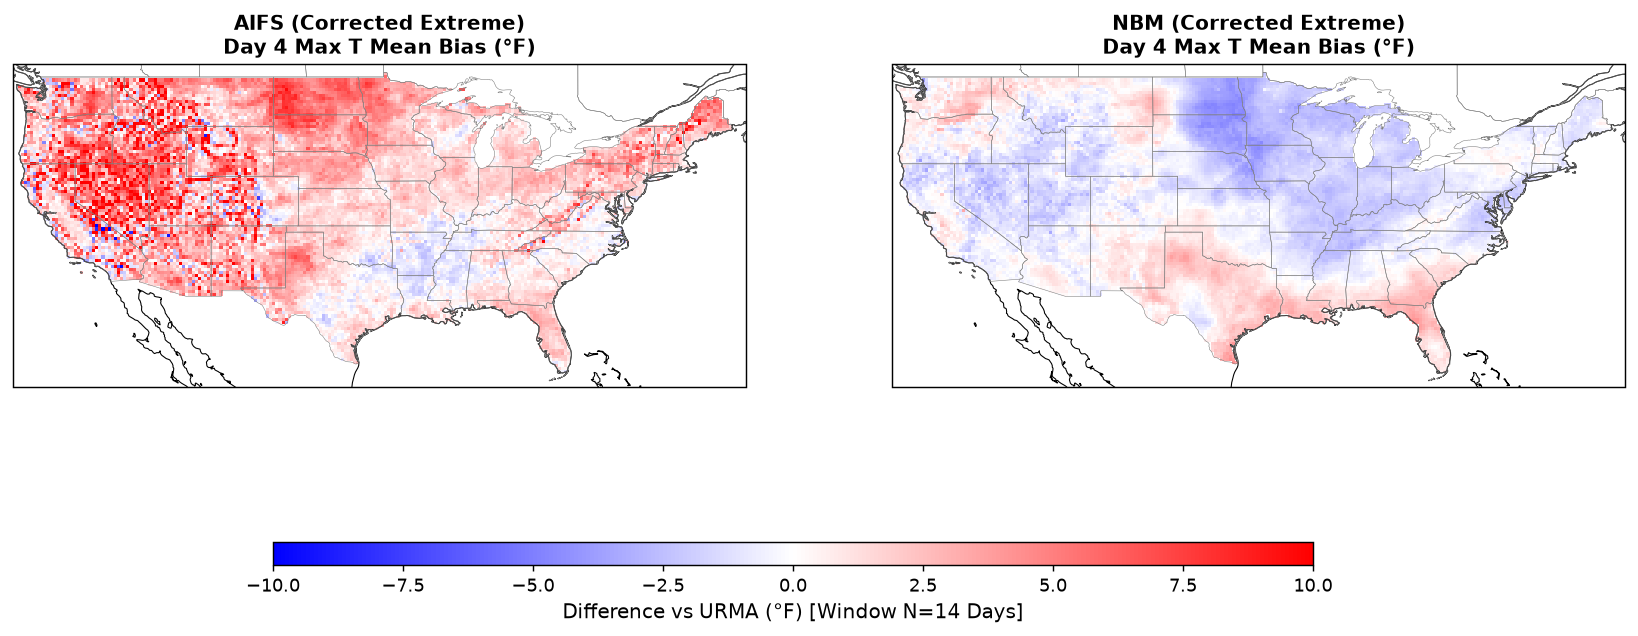 AIFS (Corrected Extreme)
Day 4 Max T Mean Bias (°F)
NBM (Corrected Extreme)
Day 4 Max T Mean Bias (°F)
−10.0 −7.5 −5.0 −2.5 0.0 2.5 5.0 7.5 10.0
Difference vs URMA (°F) [Window N=14 Days]